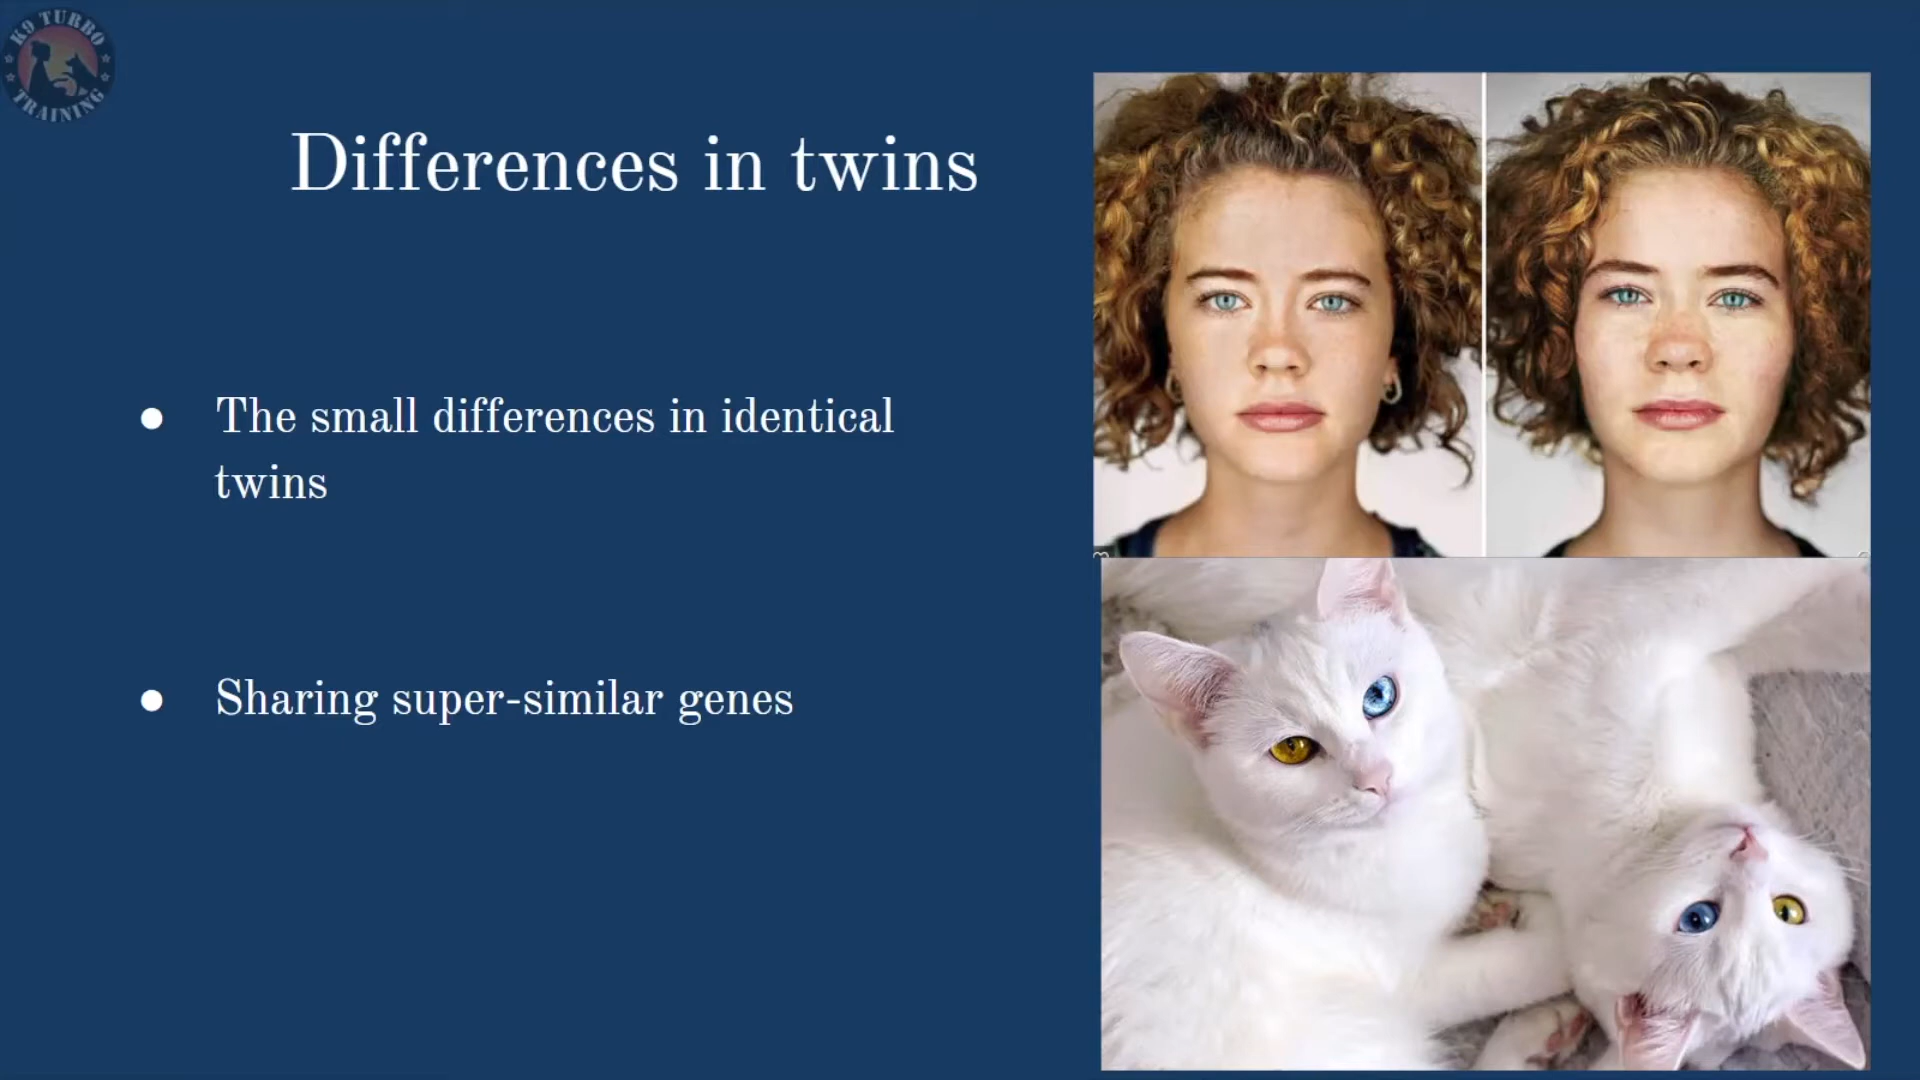 K9 TURBO
TRAINING
Differences in twins
● The small differences in identical
twins
● Sharing super-similar genes